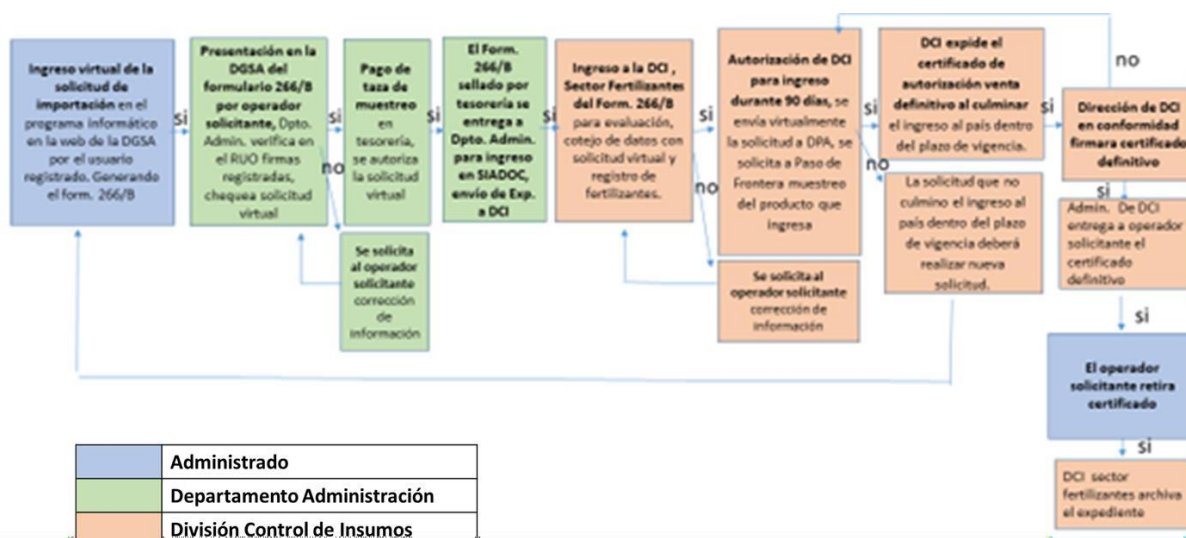 Ingreso virtual de la
solicitud de
importación en el
programa informático
en la web de la DGSA
por el usuario
registrado. Generando
el form. 266/B
si
Presentación en la
DGSA del
formulario 266/B
por operador
solicitante, Dpto.
Admin. verifica en
el RUO firmas
registradas,
chequea solicitud
virtual
si
no
Pago de
taza de
muestreo en
tesorería,
se autoriza
la solicitud
virtual
Se solicita
al operador
solicitante
corrección
de
información
si
El Form.
266/B
sellado por
tesorería se
entrega a
Dpto. Admin.
para ingreso
en SIADOC,
envío de Exp.
a DCI
si
Ingreso a la DCI ,
Sector Fertilizantes
del Form. 266/B
para evaluación,
cotejo de datos con
solicitud virtual y
registro de
fertilizantes.
si
no
Autorización de DCI
para ingreso
durante 90 días, se
envía virtualmente
la solicitud a DPA, se
solicita a Paso de
Frontera muestreo
del producto que
ingresa
Se solicita al
operador solicitante
corrección de
información
si
no
DCI expide el
certificado de
autorización venta
definitivo al culminar
el ingreso al país dentro
del plazo de vigencia.
La solicitud que no
culmino el ingreso al
país dentro del plazo
de vigencia deberá
realizar nueva
solicitud.
si
no
Dirección de DCI
en conformidad
firmara certificado
definitivo
si
Admin. De DCI
entrega a operador
solicitante el
certificado
definitivo
si
El operador
solicitante retira
certificado
si
DCI sector
fertilizantes archiva
el expediente
Administrado
Departamento Administración
División Control de Insumos